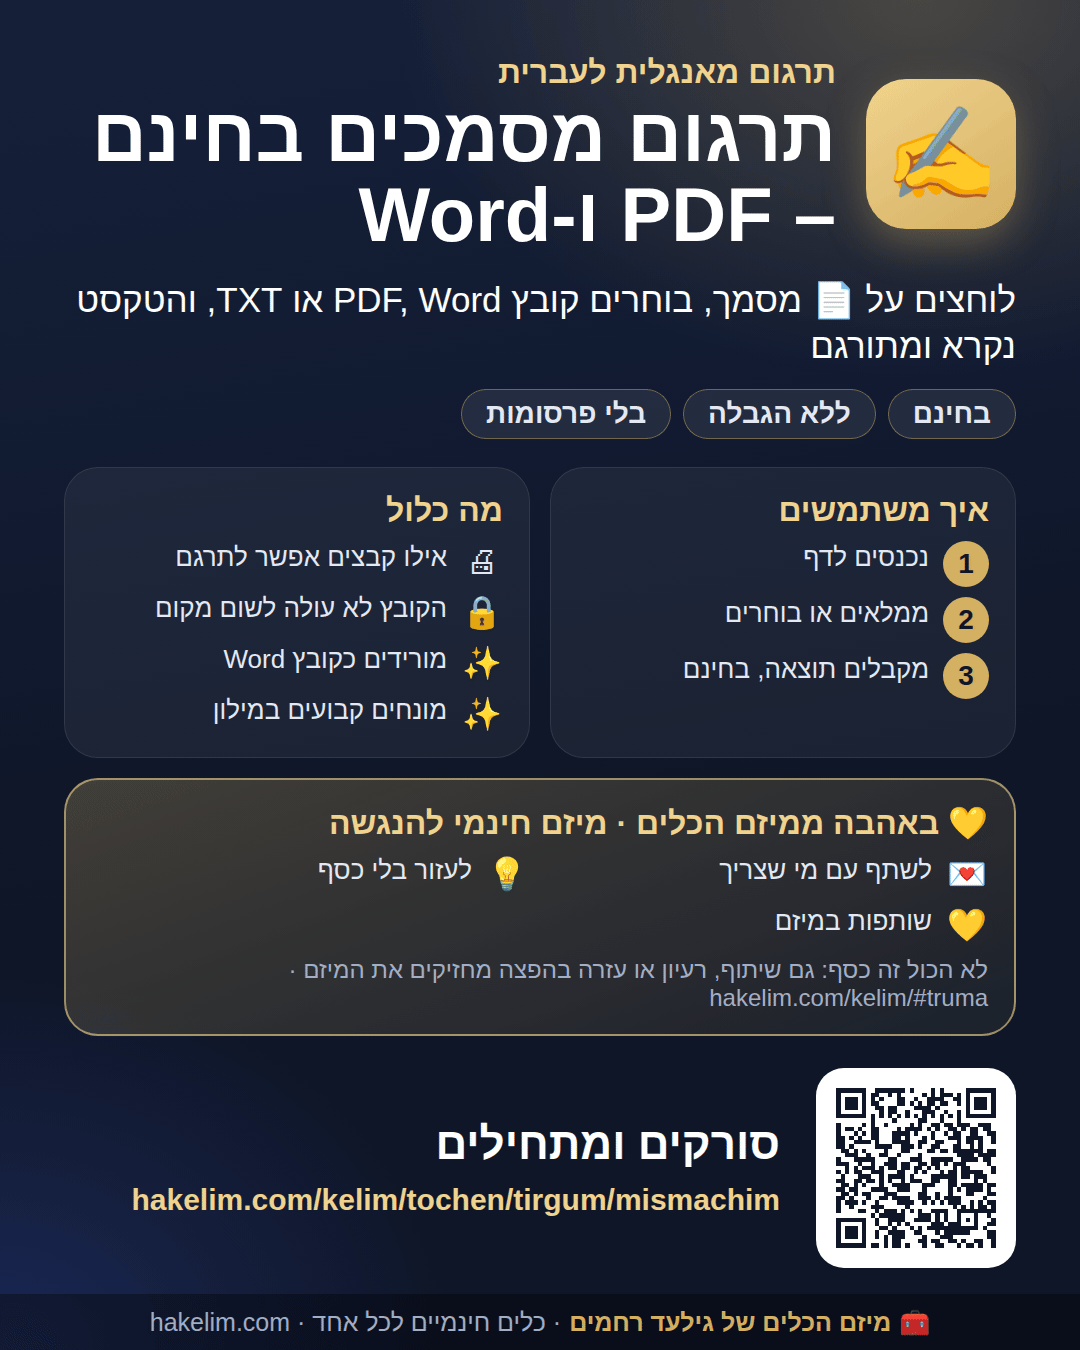 תרגום מאנגלית לעברית
תרגום מסמכים בחינם
– PDF ו-Word
לוחצים על 📄 מסמך, בוחרים קובץ PDF, Word או TXT, והטקסט
נקרא ומתורגם
בחינם
ללא הגבלה
בלי פרסומות
איך משתמשים
1 נכנסים לדף
2 ממלאים או בוחרים
3 מקבלים תוצאה, בחינם
מה כלול
🖨 אילו קבצים אפשר לתרגם
🔒 הקובץ לא עולה לשום מקום
✨ מורידים כקובץ Word
✨ מונחים קבועים במילון
💛 באהבה ממיזם הכלים · מיזם חינמי להנגשה
💌 לשתף עם מי שצריך
💡 לעזור בלי כסף
💛 שותפות במיזם
לא הכול זה כסף: גם שיתוף, רעיון או עזרה בהפצה מחזיקים את המיזם ·
hakelim.com/kelim/#truma
סורקים ומתחילים
hakelim.com/kelim/tochen/tirgum/mismachim
🧰 מיזם הכלים של גילעד רחמים · כלים חינמיים לכל אחד · hakelim.com